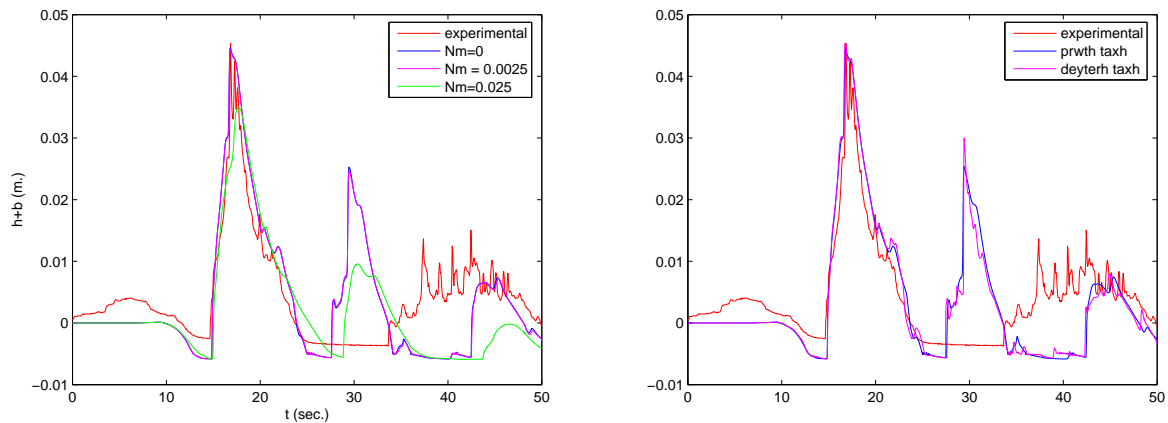 0.05
0.04
0.03
0.02
0.01
0
−0.01
h+b (m.)
0 10 20 30 40 50
t (sec.)
experimental
Nm=0
Nm = 0.0025
Nm=0.025
0.05
0.04
0.03
0.02
0.01
0
−0.01
0 10 20 30 40 50
experimental
prwth taxh
deyterh taxh